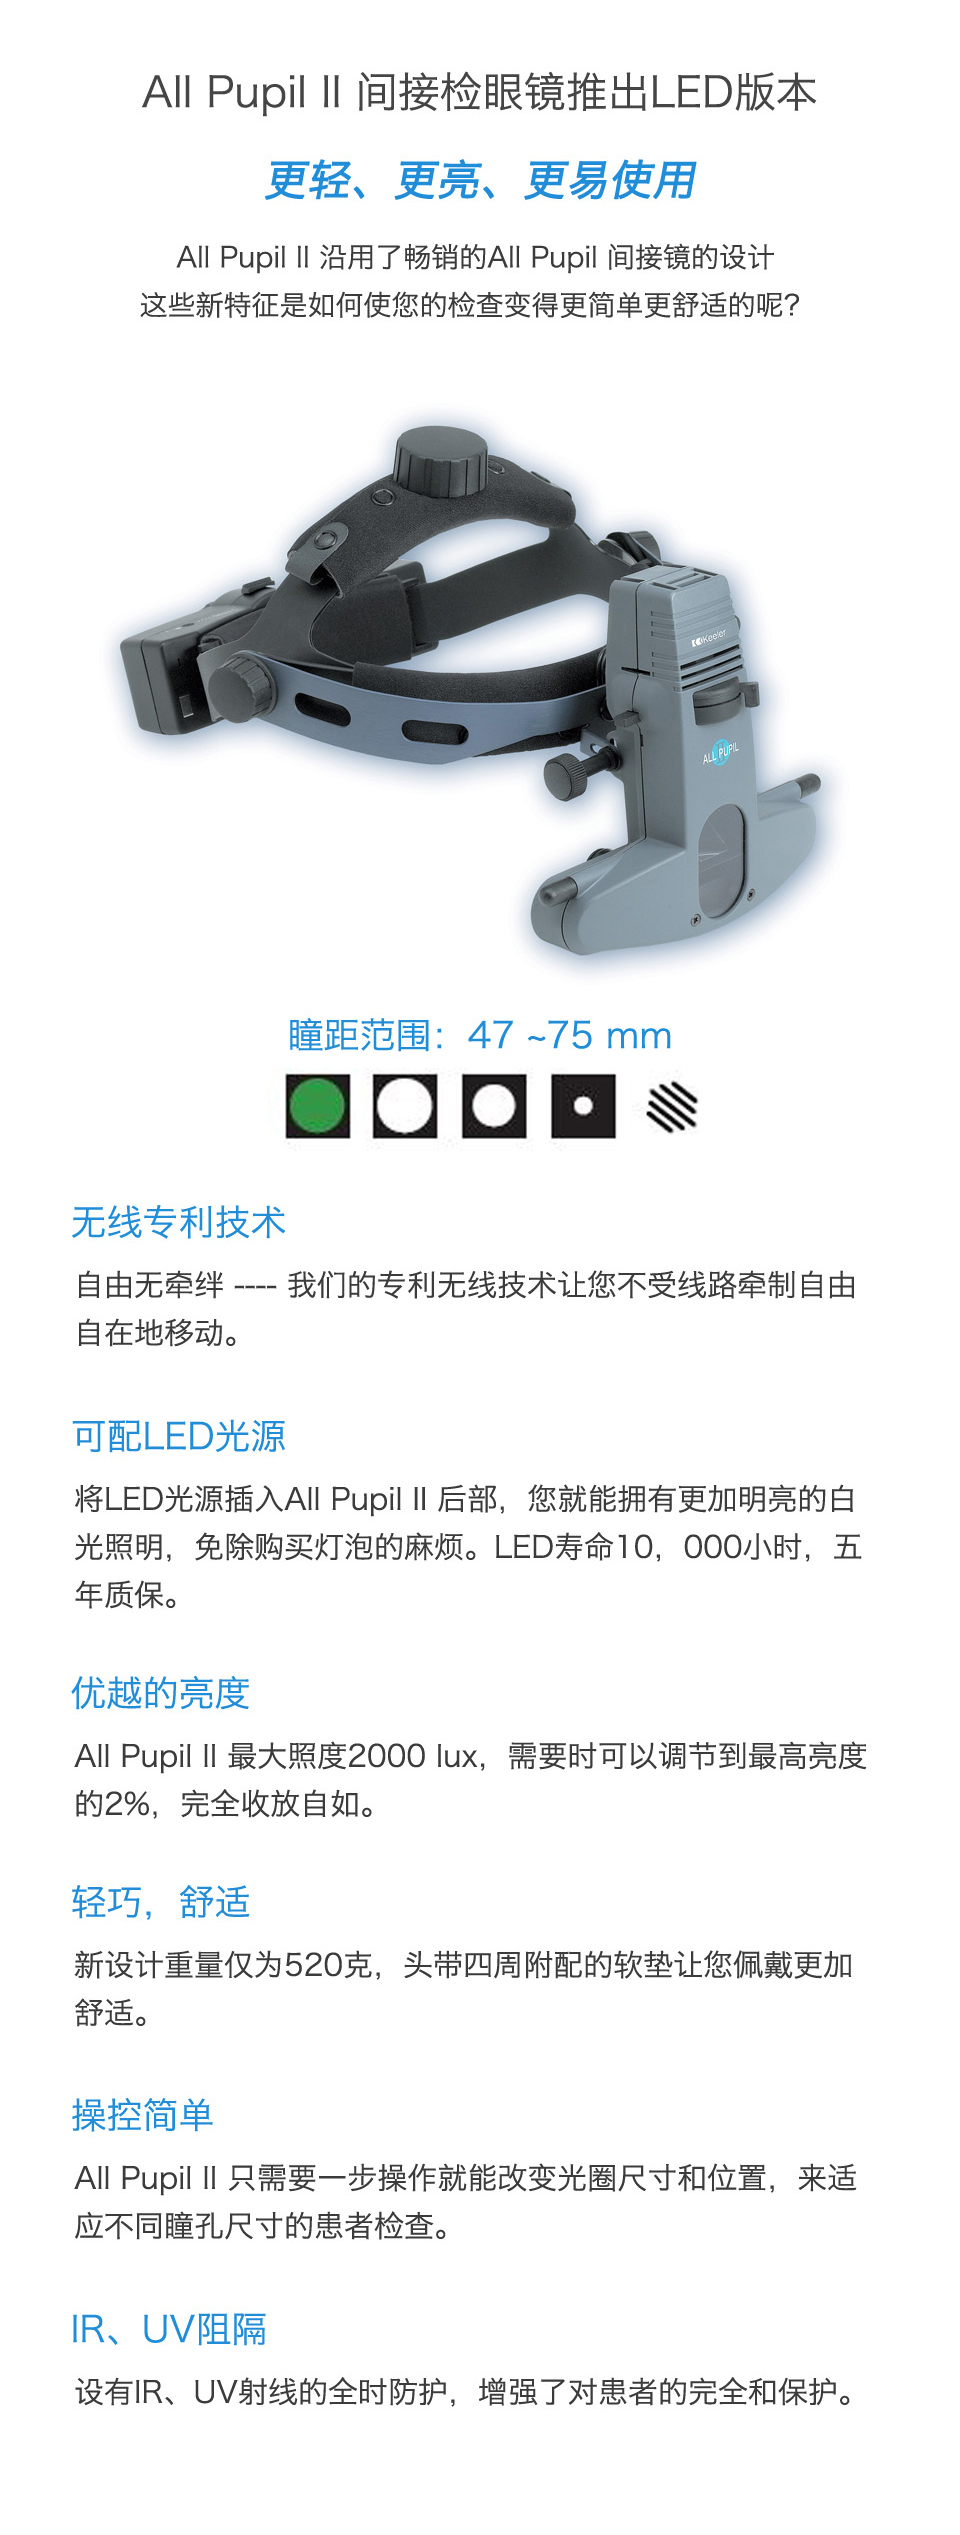 All Pupil II 间接检眼镜推出LED版本
更轻、更亮、更易使用
All Pupil II 沿用了畅销的All Pupil 间接镜的设计
这些新特征是如何使您的检查变得更简单更舒适的呢？
Keeler
ALL PUPIL
瞳距范围：47 ~75 mm
无线专利技术
自由无牵绊 ---- 我们的专利无线技术让您不受线路牵制自由
自在地移动。
可配LED光源
将LED光源插入All Pupil II 后部，您就能拥有更加明亮的白
光照明，免除购买灯泡的麻烦。LED寿命10，000小时，五
年质保。
优越的亮度
All Pupil II 最大照度2000 lux，需要时可以调节到最高亮度
的2%，完全收放自如。
轻巧，舒适
新设计重量仅为520克，头带四周附配的软垫让您佩戴更加
舒适。
操控简单
All Pupil II 只需要一步操作就能改变光圈尺寸和位置，来适
应不同瞳孔尺寸的患者检查。
IR、UV阻隔
设有IR、UV射线的全时防护，增强了对患者的完全和保护。